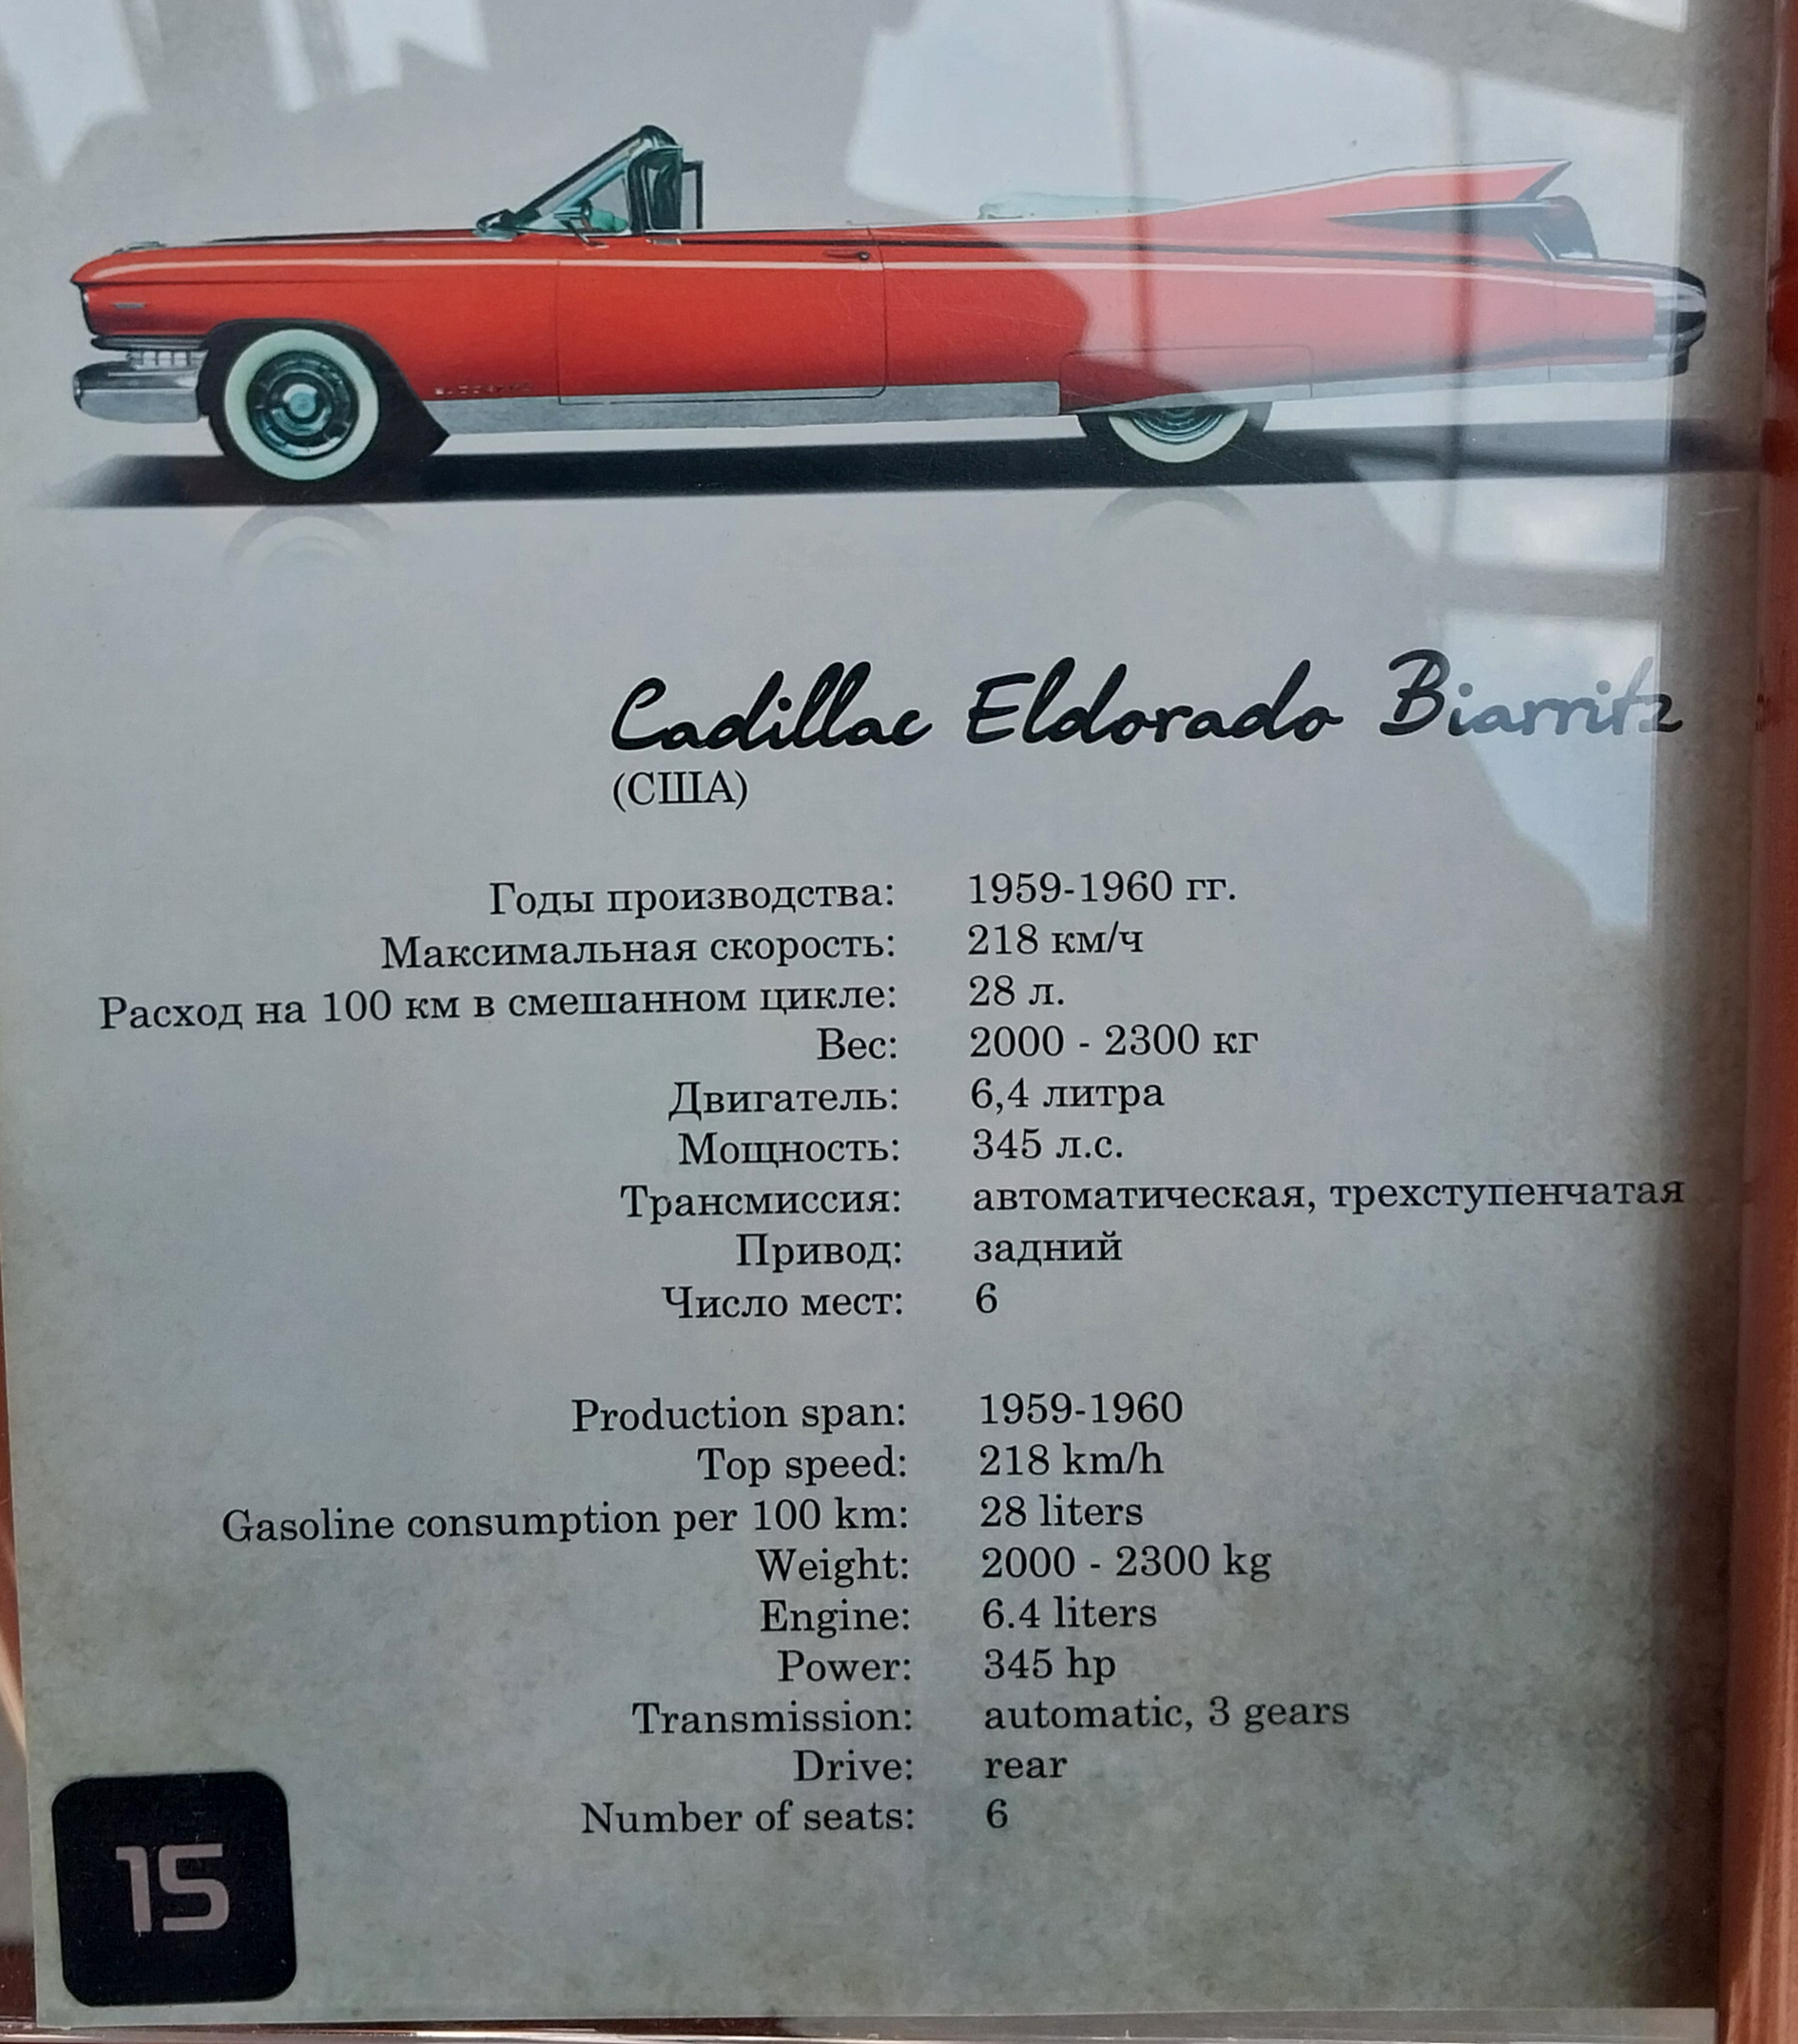 Cadillac Eldorado Biarritz
(США)
Годы производства: 1959-1960 гг.
Максимальная скорость: 218 км/ч
Расход на 100 км в смешанном цикле: 28 л.
Вес: 2000 - 2300 кг
Двигатель: 6,4 литра
Мощность: 345 л.с.
Трансмиссия: автоматическая, трехступенчатая
Привод: задний
Число мест: 6
Production span: 1959-1960
Top speed: 218 km/h
Gasoline consumption per 100 km: 28 liters
Weight: 2000 - 2300 kg
Engine: 6.4 liters
Power: 345 hp
Transmission: automatic, 3 gears
Drive: rear
Number of seats: 6
15